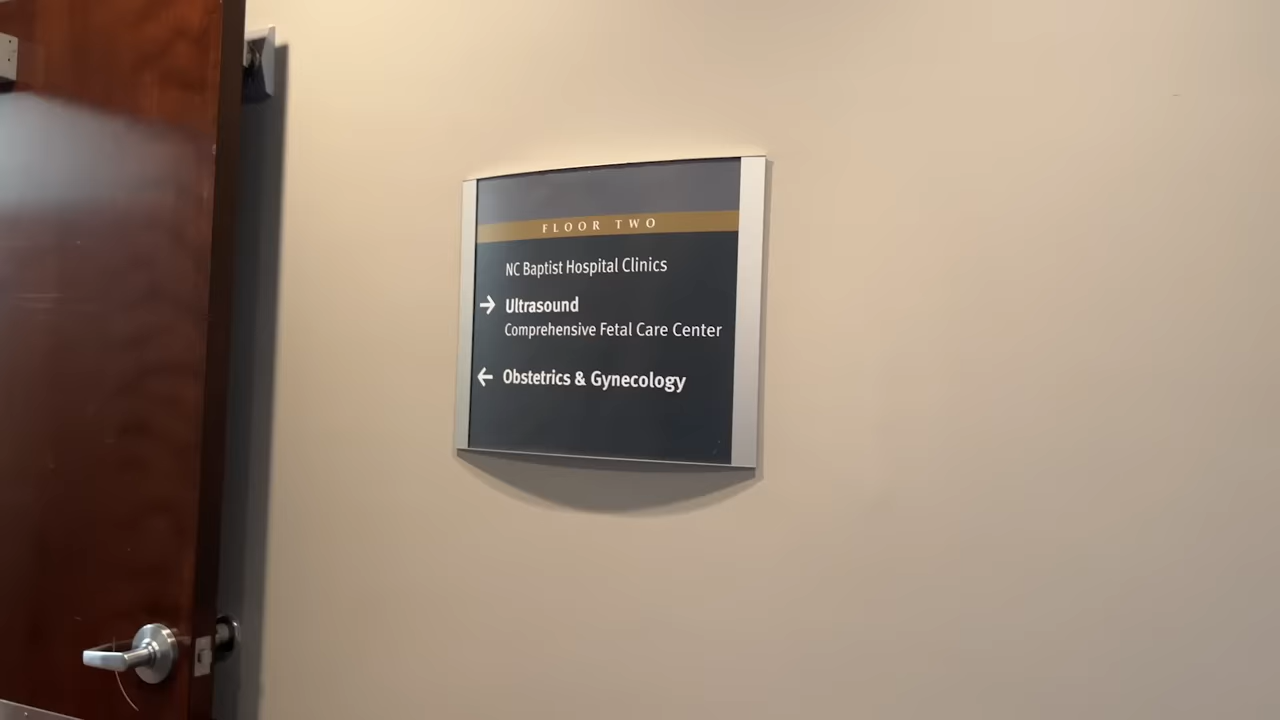 FLOOR TWO
NC Baptist Hospital Clinics
→ Ultrasound
Comprehensive Fetal Care Center
← Obstetrics & Gynecology